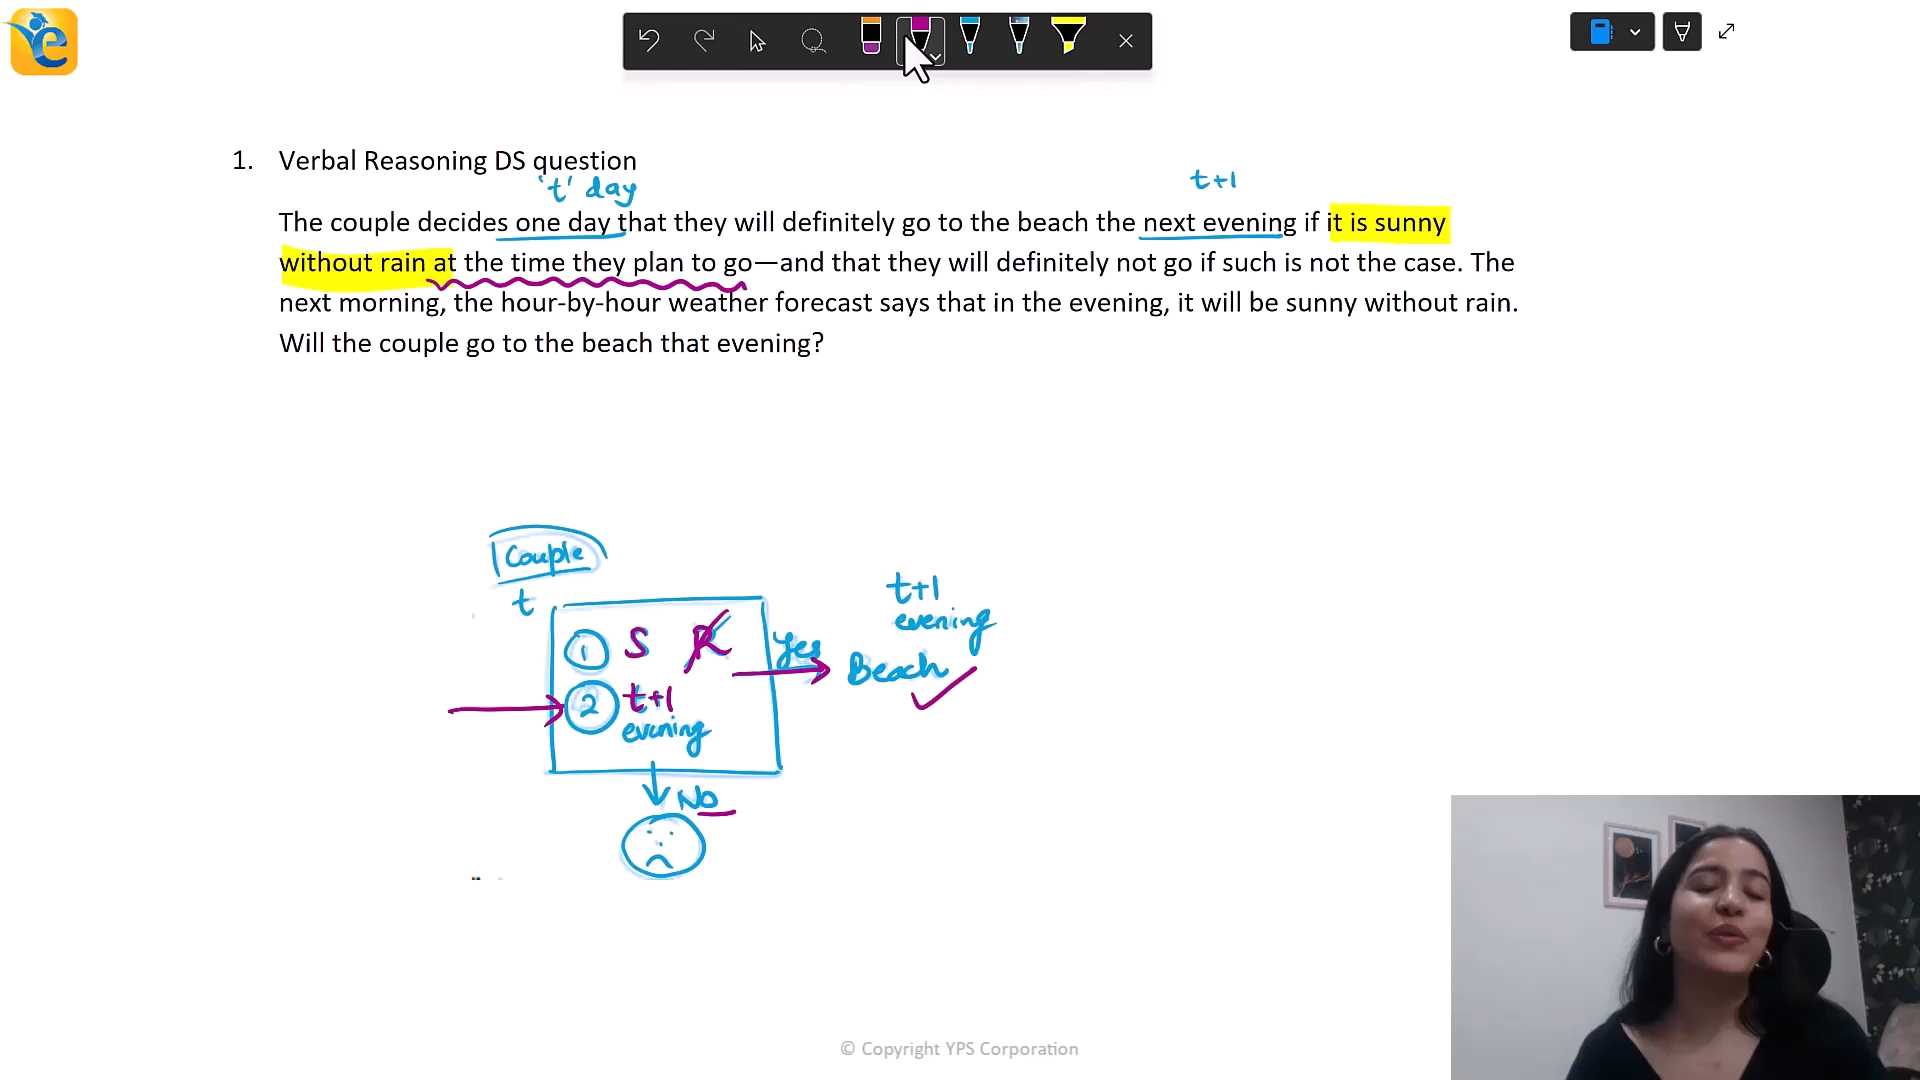 1. Verbal Reasoning DS question
't' day
t+1
The couple decides one day that they will definitely go to the beach the next evening if it is sunny
without rain at the time they plan to go—and that they will definitely not go if such is not the case. The
next morning, the hour-by-hour weather forecast says that in the evening, it will be sunny without rain.
Will the couple go to the beach that evening?
Couple
t
1 S R
2 t+1
evening
Yes
t+1
evening
Beach
No
© Copyright YPS Corporation